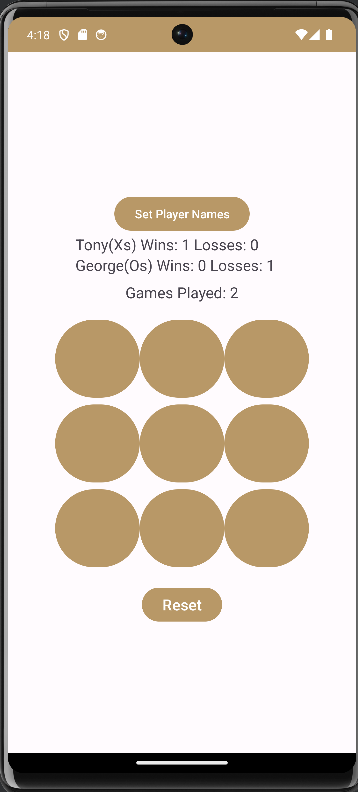 4:18
Set Player Names
Tony(Xs) Wins: 1 Losses: 0
George(Os) Wins: 0 Losses: 1
Games Played: 2
Reset